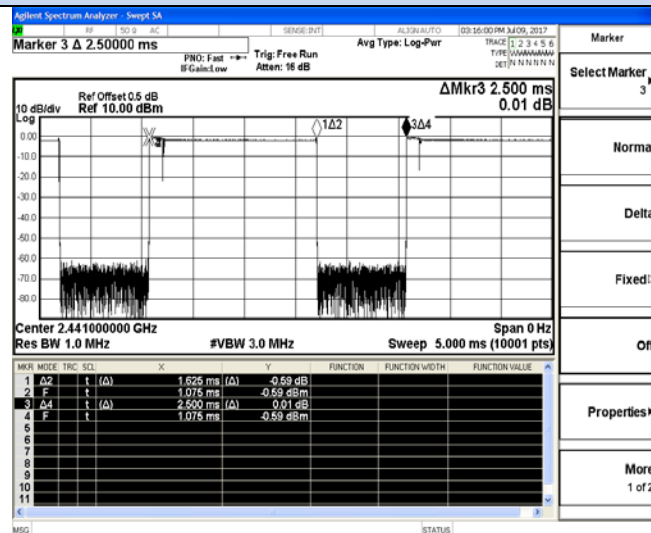 Agilent Spectrum Analyzer - Swept SA
RF 50 Ω AC SENSE:INT ALIGN AUTO 03:16:00 PM Jul 09, 2017
Marker 3 Δ 2.50000 ms
PNO: Fast
IFGain:Low
Trig: Free Run
Atten: 16 dB
Avg Type: Log-Pwr
TRACE 1 2 3 4 5 6
TYPE WWWWWW
DET N N N N N N
Ref Offset 0.5 dB
10 dB/div Ref 10.00 dBm
Log
ΔMkr3 2.500 ms
0.01 dB
1Δ2
3Δ4
0.00
-10.0
-20.0
-30.0
-40.0
-50.0
-60.0
-70.0
-80.0
Center 2.441000000 GHz Span 0 Hz
Res BW 1.0 MHz #VBW 3.0 MHz Sweep 5.000 ms (10001 pts)
MKR MODE TRC SCL X Y FUNCTION FUNCTION WIDTH FUNCTION VALUE
1 Δ2 t (Δ) 1.625 ms (Δ) -0.59 dB
2 F t 1.075 ms -0.59 dBm
3 Δ4 t (Δ) 2.500 ms (Δ) 0.01 dB
4 F t 1.075 ms -0.59 dBm
5
6
7
8
9
10
11
MSG STATUS
Marker
Select Marker
3
Norma
Delta
Fixed
Off
Properties
More
1 of 2